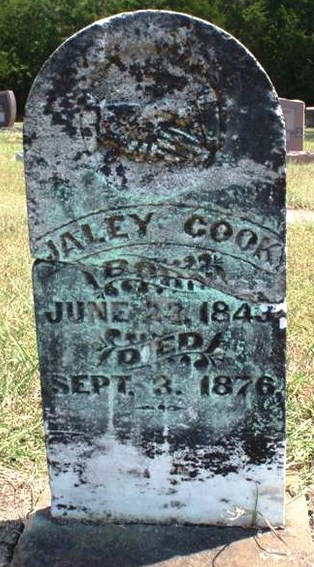 JALEY COOK
BORN
JUNE 23, 1843.
DIED
SEPT. 3. 1876.